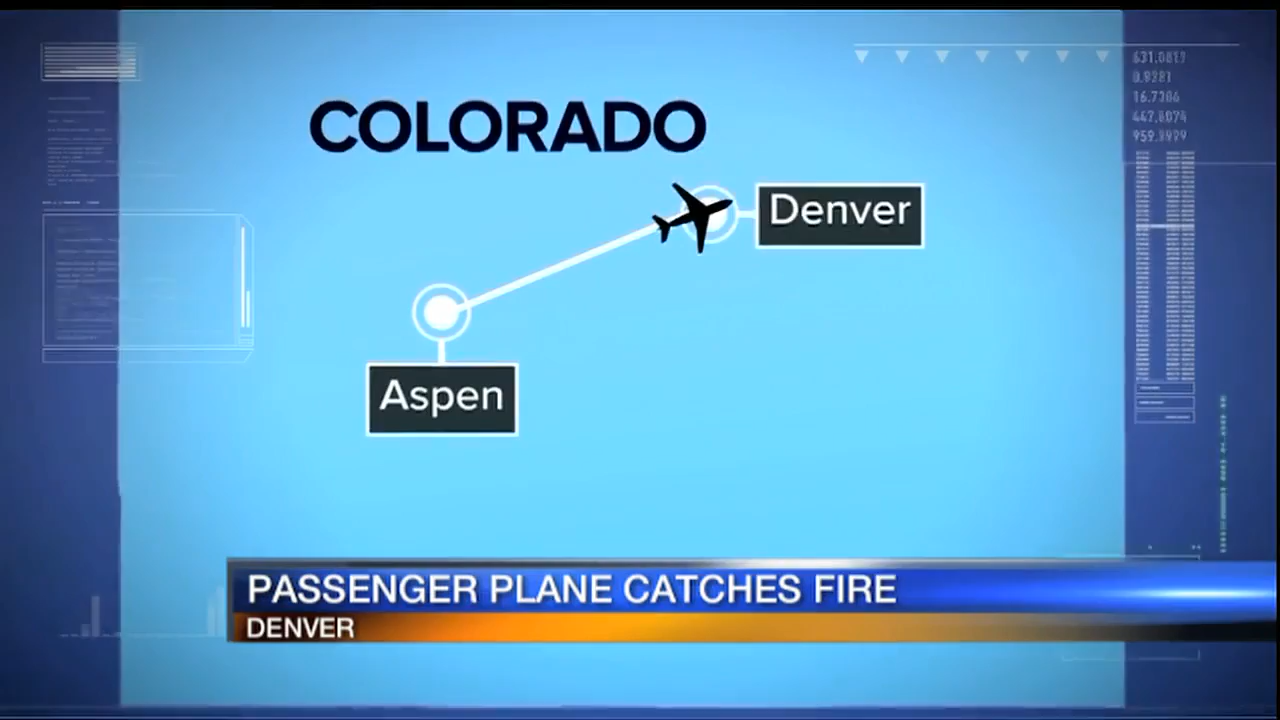 COLORADO
Denver
Aspen
PASSENGER PLANE CATCHES FIRE
DENVER